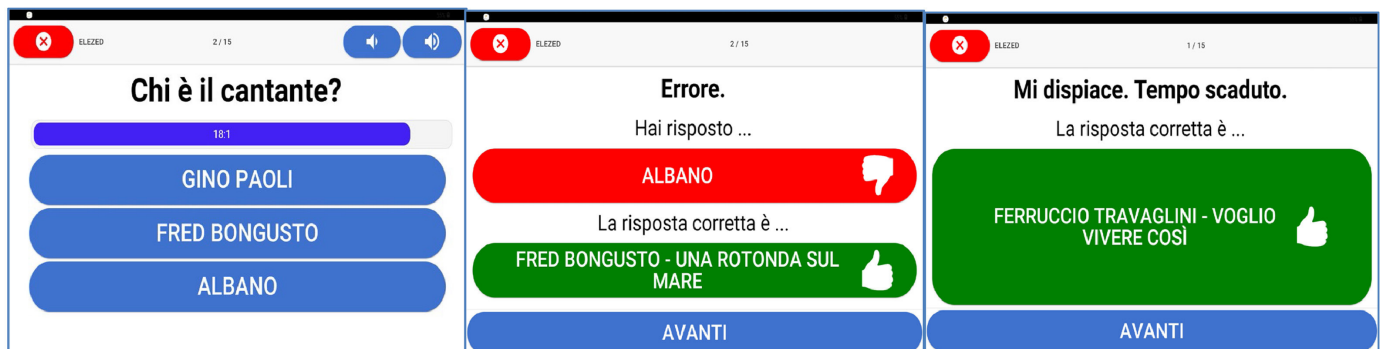 ELEZED
2 / 15
Chi è il cantante?
18:1
GINO PAOLI
FRED BONGUSTO
ALBANO
ELEZED
2 / 15
Errore.
Hai risposto ...
ALBANO
La risposta corretta è ...
FRED BONGUSTO - UNA ROTONDA SUL
MARE
AVANTI
ELEZED
1 / 15
Mi dispiace. Tempo scaduto.
La risposta corretta è ...
FERRUCCIO TRAVAGLINI - VOGLIO
VIVERE COSÌ
AVANTI